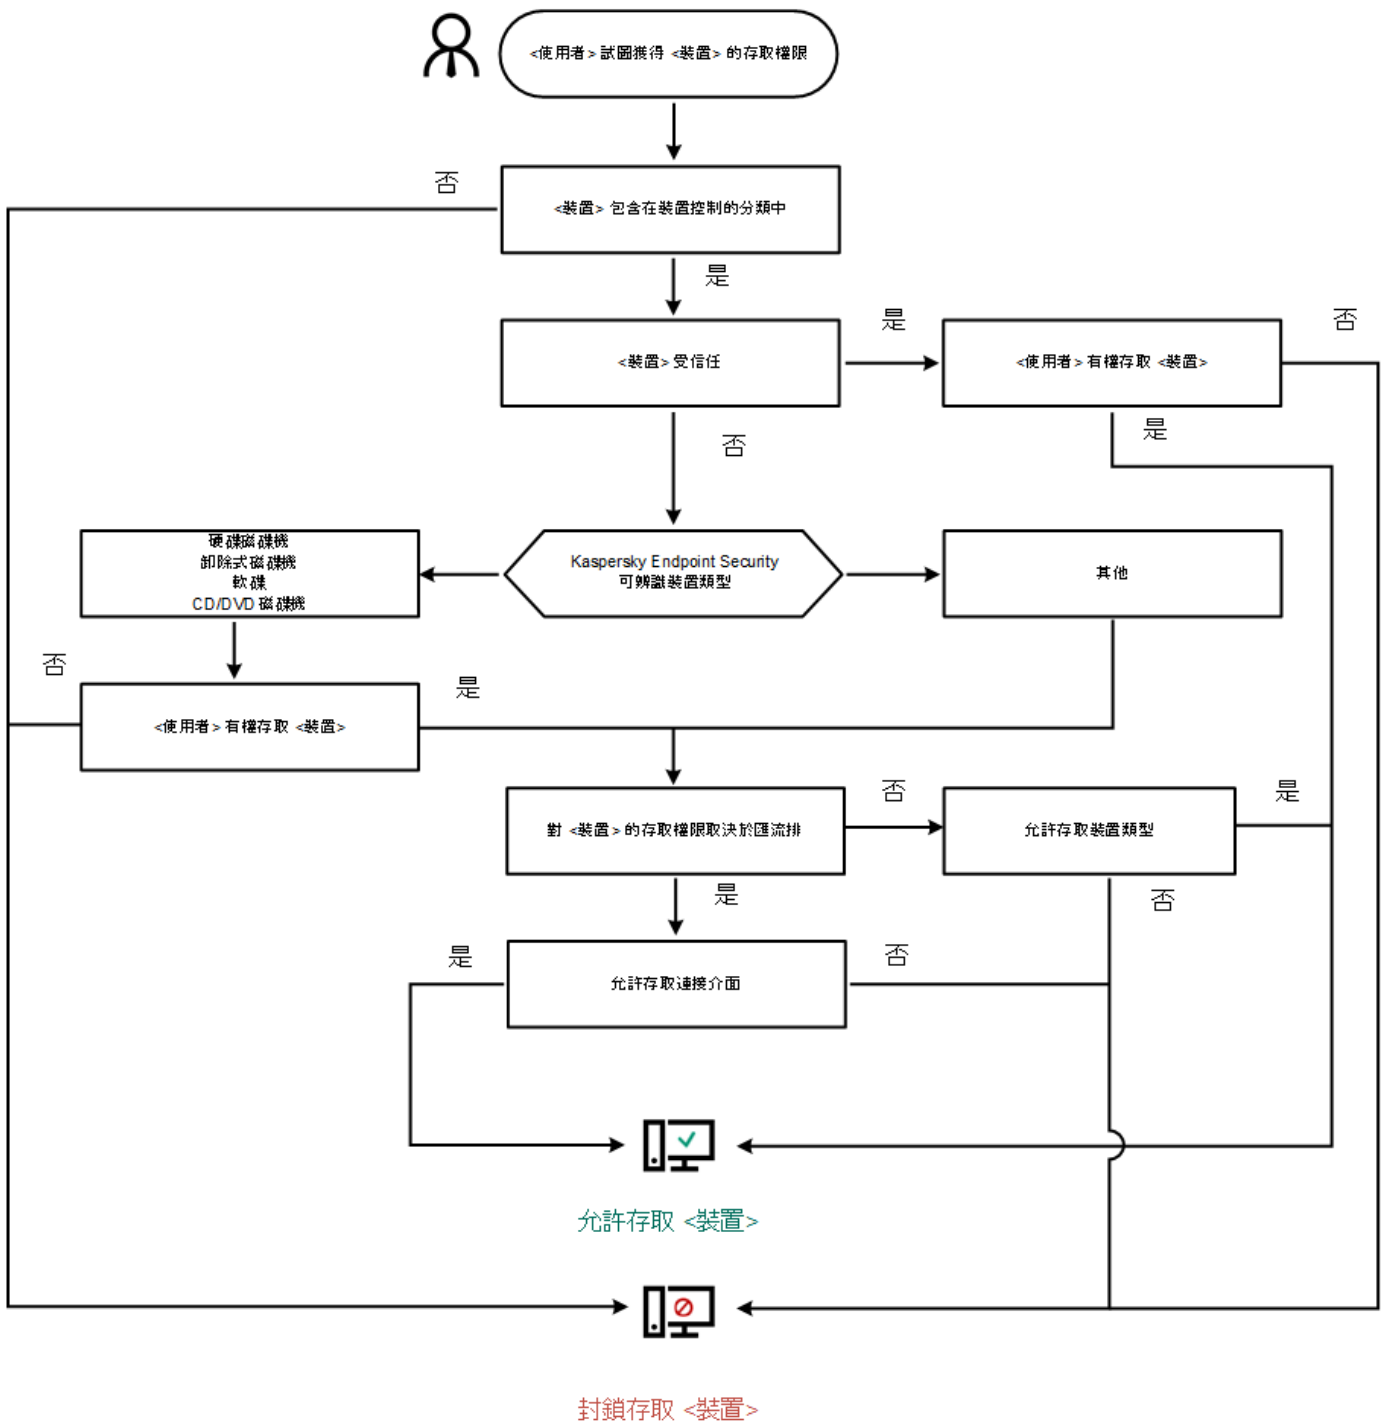 <使用者> 試圖獲得 <裝置> 的存取權限
否
<裝置> 包含在裝置控制的分類中
是
是
否
<裝置> 受信任
<使用者> 有權存取 <裝置>
是
否
硬碟磁碟機
卸除式磁碟機
軟碟
CD/DVD 磁碟機
Kaspersky Endpoint Security
可辨識裝置類型
其他
否
是
<使用者> 有權存取 <裝置>
否
是
對 <裝置> 的存取權限取決於匯流排
允許存取裝置類型
是
否
是
否
允許存取連接介面
允許存取 <裝置>
封鎖存取 <裝置>